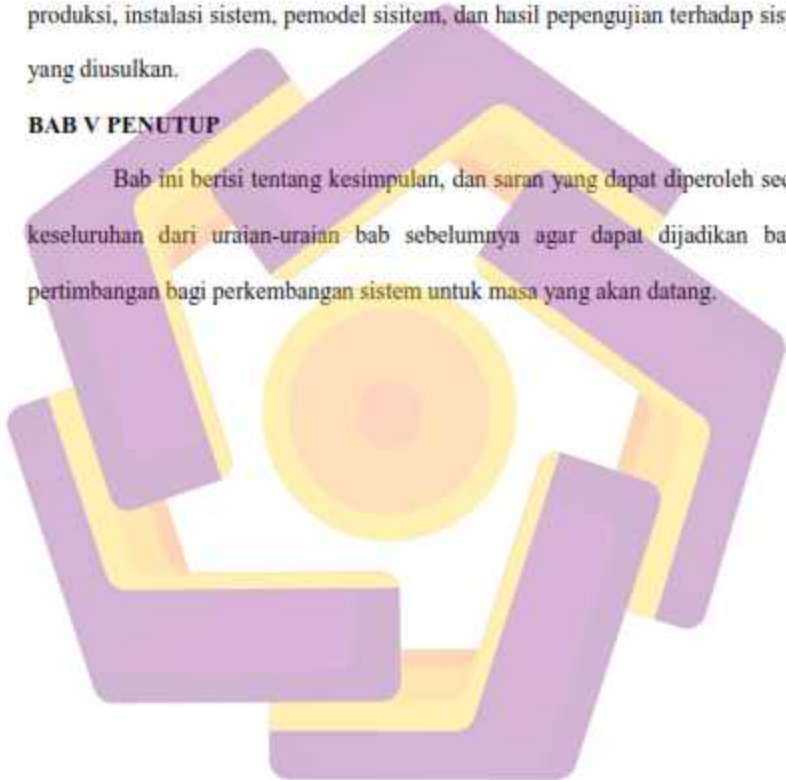 produksi, instalasi sistem, pemodel sisitem, dan hasil pepengujian terhadap sis
yang diusulkan.
BAB V PENUTUP
Bab ini berisi tentang kesimpulan, dan saran yang dapat diperoleh sec
keseluruhan dari uraian-uraian bab sebelumnya agar dapat dijadikan ba
pertimbangan bagi perkembangan sistem untuk masa yang akan datang.